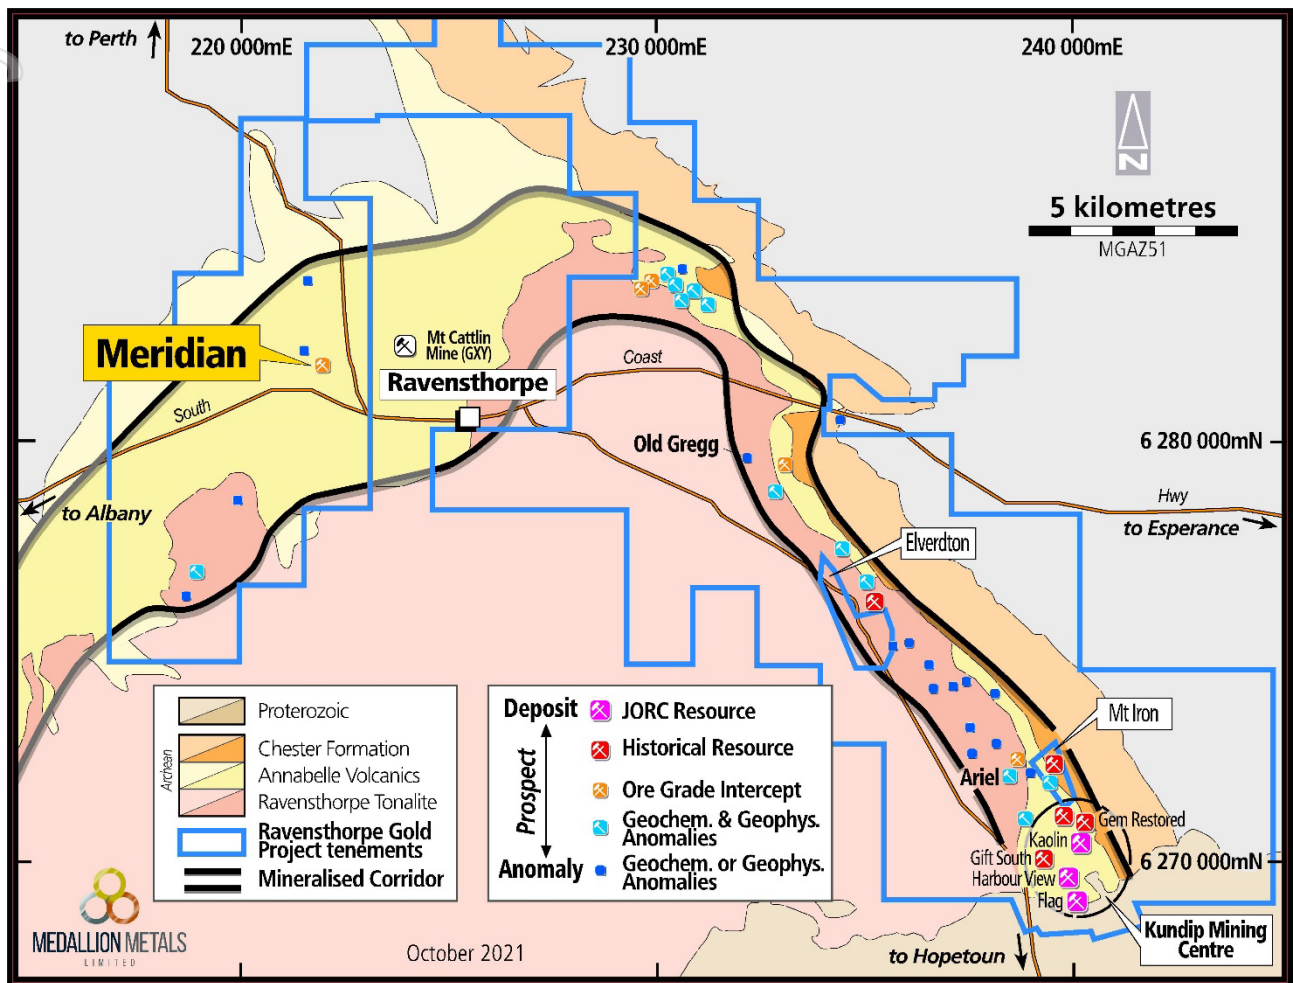 to Perth
220 000mE
230 000mE
240 000mE
N
5 kilometres
MGAZ51
Meridian
Mt Cattlin
Mine (GXY)
Ravensthorpe
Coast
South
Old Gregg
6 280 000mN
Hwy
to Albany
to Esperance
Elverdton
Mt Iron
Ariel
Gem Restored
Kaolin
Gift South
6 270 000mN
Harbour View
Flag
Kundip Mining
Centre
to Hopetoun
Proterozoic
Archean
Chester Formation
Annabelle Volcanics
Ravensthorpe Tonalite
Ravensthorpe Gold
Project tenements
Mineralised Corridor
Deposit
JORC Resource
Prospect
Historical Resource
Ore Grade Intercept
Geochem. & Geophys.
Anomalies
Anomaly
Geochem. or Geophys.
Anomalies
MEDALLION METALS
LIMITED
October 2021